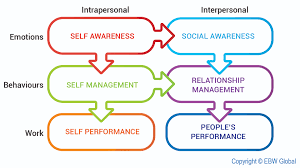 Intrapersonal Interpersonal
Emotions SELF AWARENESS SOCIAL AWARENESS
Behaviours SELF MANAGEMENT RELATIONSHIP
MANAGEMENT
Work SELF PERFORMANCE PEOPLE'S
PERFORMANCE
Copyright © EBW Global